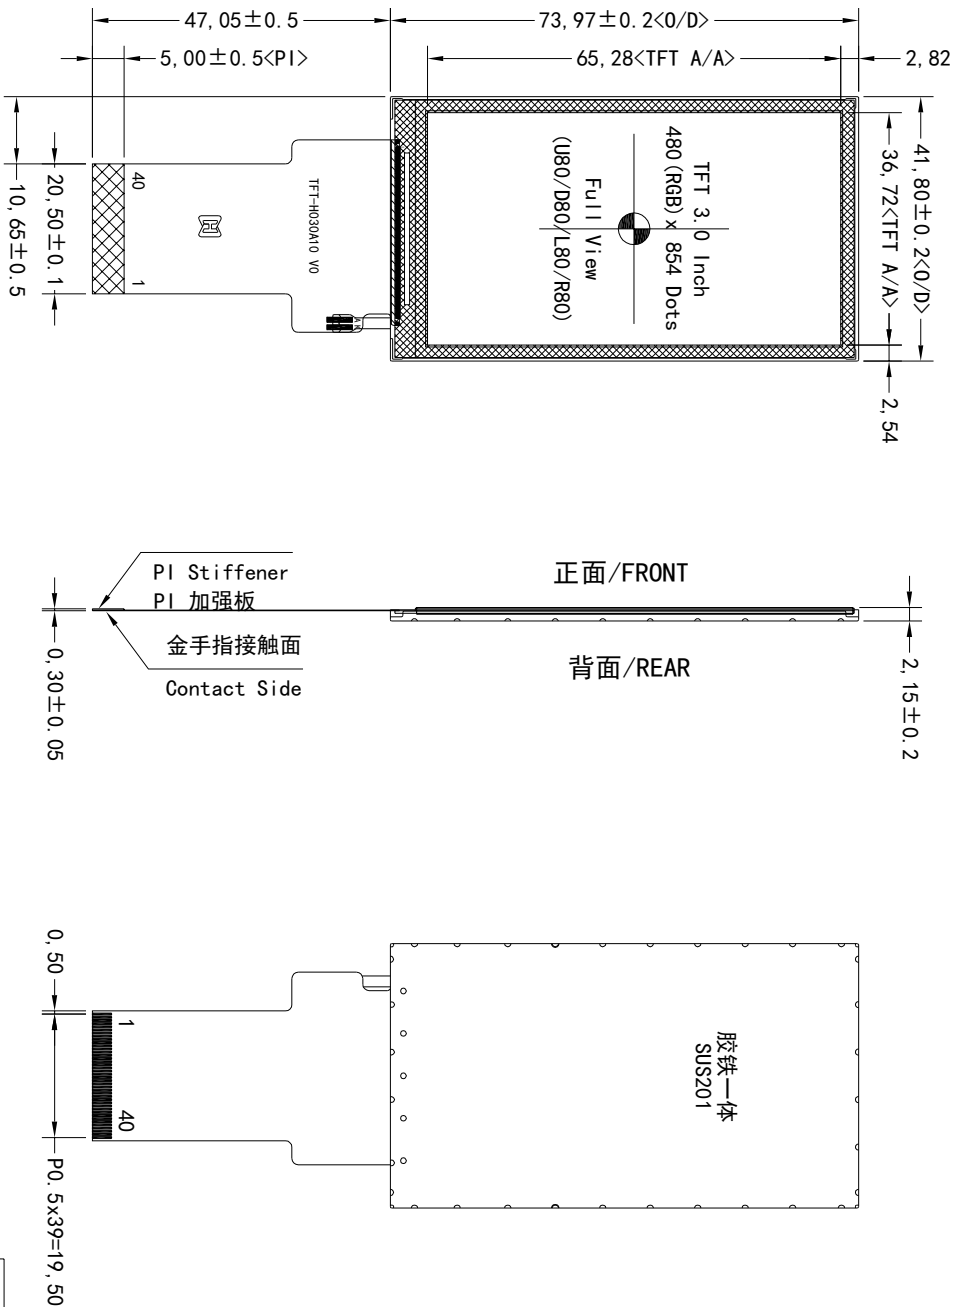 47,05±0.5
73,97±0.2<O/D>
5,00±0.5<PI>
65,28<TFT A/A>
2,82
41,80±0.2<O/D>
36,72<TFT A/A>
2,54
10,65±0.5
20,50±0.1
40
1
TFT-H030A10 V0
H
TFT 3.0 Inch
480(RGB)x 854 Dots
Full View
(U80/D80/L80/R80)
PI Stiffener
PI 加强板
金手指接触面
Contact Side
0,30±0.05
正面/FRONT
背面/REAR
2,15±0.2
0,50
1
40
P0.5x39=19,50
胶铁一体
SUS201